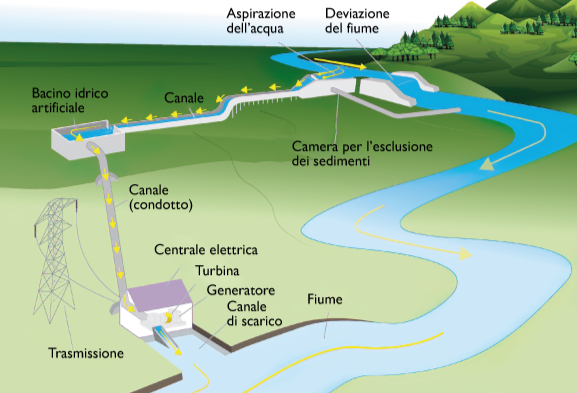 Aspirazione
dell'acqua
Deviazione
del fiume
Bacino idrico
artificiale
Canale
Camera per l'esclusione
dei sedimenti
Canale
(condotto)
Centrale elettrica
Turbina
Generatore
Canale
di scarico
Fiume
Trasmissione